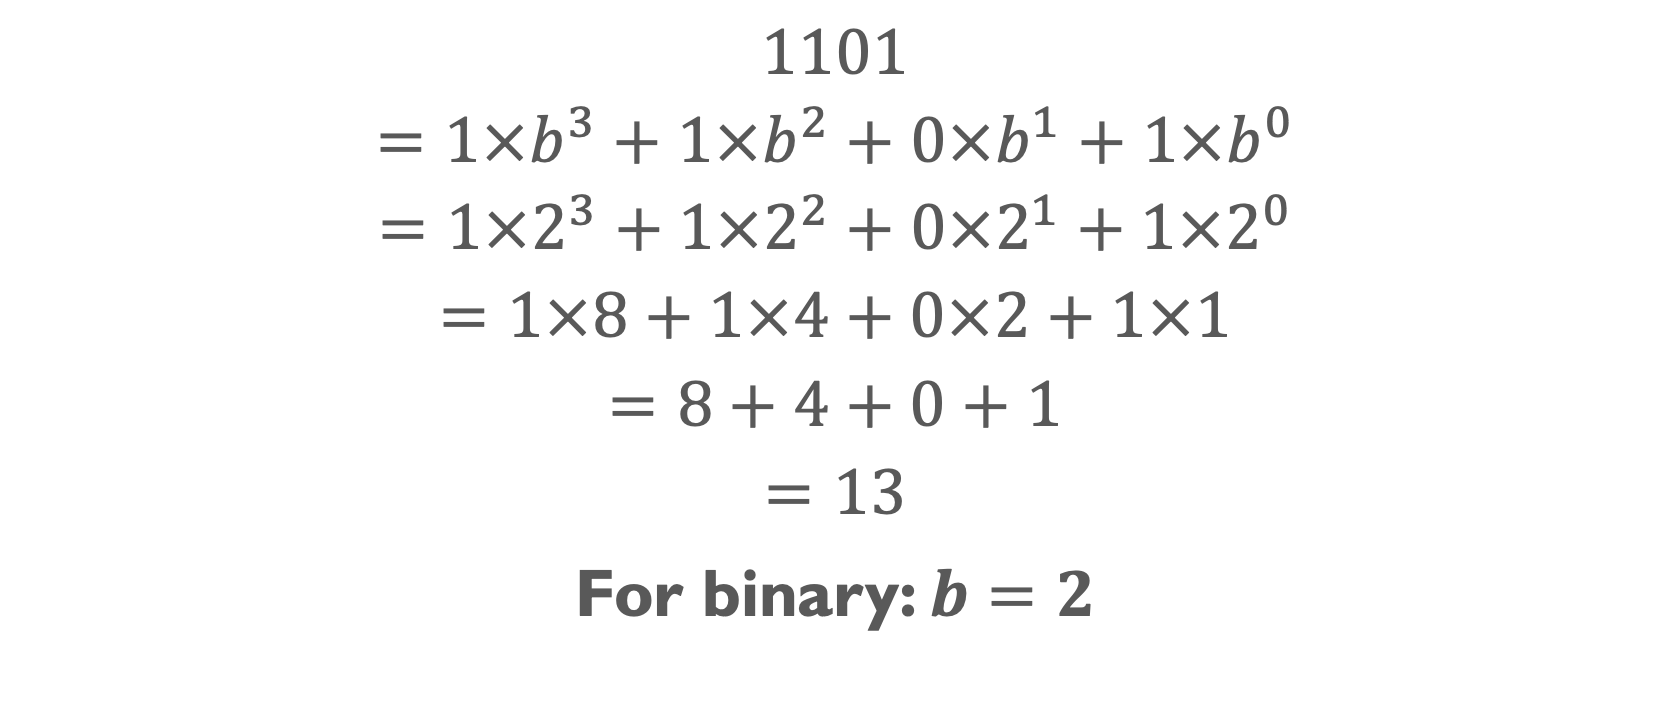 1101
= 1×b³ + 1×b² + 0×b¹ + 1×b⁰
= 1×2³ + 1×2² + 0×2¹ + 1×2⁰
= 1×8 + 1×4 + 0×2 + 1×1
= 8 + 4 + 0 + 1
= 13
For binary: b = 2